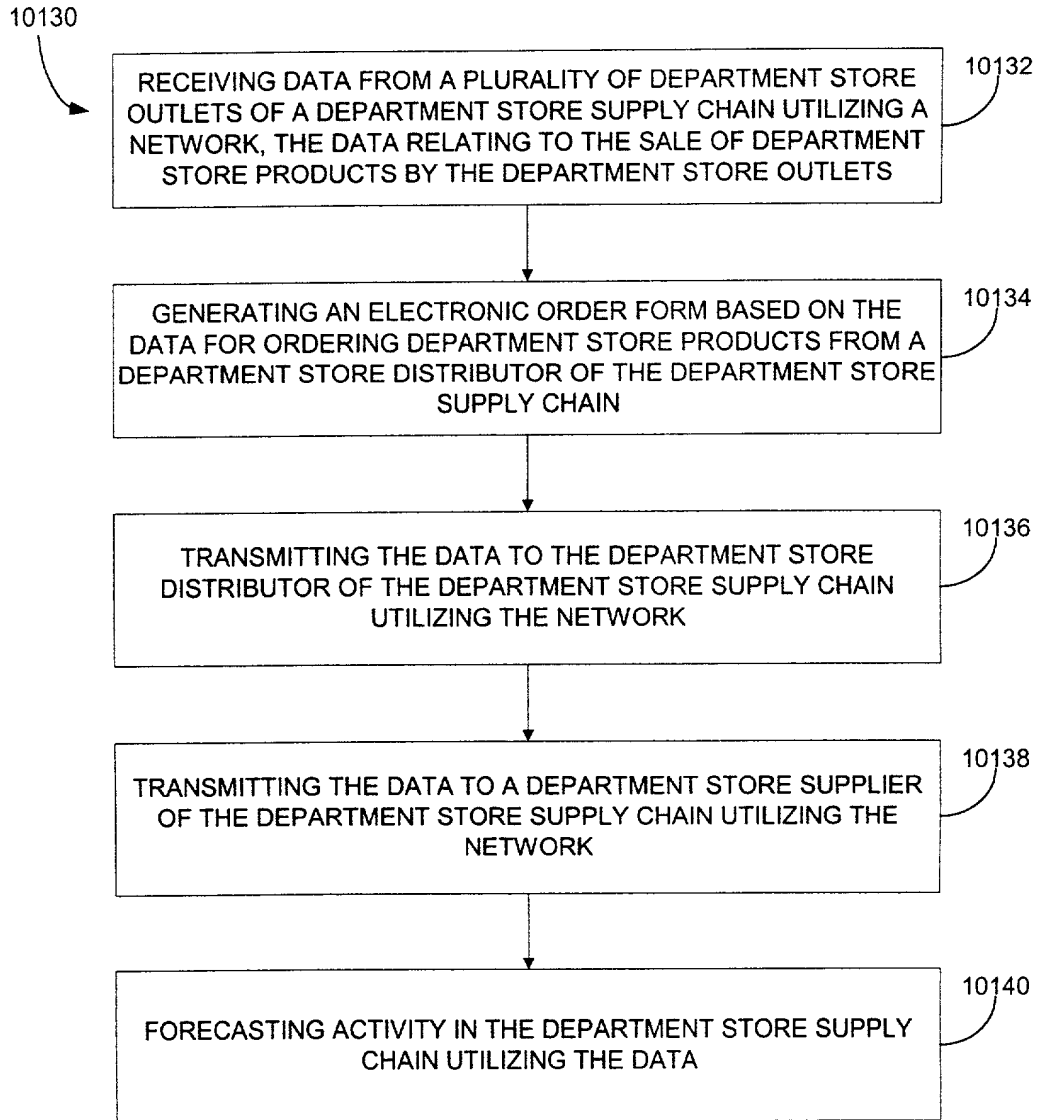 10130
RECEIVING DATA FROM A PLURALITY OF DEPARTMENT STORE
OUTLETS OF A DEPARTMENT STORE SUPPLY CHAIN UTILIZING A
NETWORK, THE DATA RELATING TO THE SALE OF DEPARTMENT
STORE PRODUCTS BY THE DEPARTMENT STORE OUTLETS
10132
GENERATING AN ELECTRONIC ORDER FORM BASED ON THE
DATA FOR ORDERING DEPARTMENT STORE PRODUCTS FROM A
DEPARTMENT STORE DISTRIBUTOR OF THE DEPARTMENT STORE
SUPPLY CHAIN
10134
TRANSMITTING THE DATA TO THE DEPARTMENT STORE
DISTRIBUTOR OF THE DEPARTMENT STORE SUPPLY CHAIN
UTILIZING THE NETWORK
10136
TRANSMITTING THE DATA TO A DEPARTMENT STORE SUPPLIER
OF THE DEPARTMENT STORE SUPPLY CHAIN UTILIZING THE
NETWORK
10138
FORECASTING ACTIVITY IN THE DEPARTMENT STORE SUPPLY
CHAIN UTILIZING THE DATA
10140